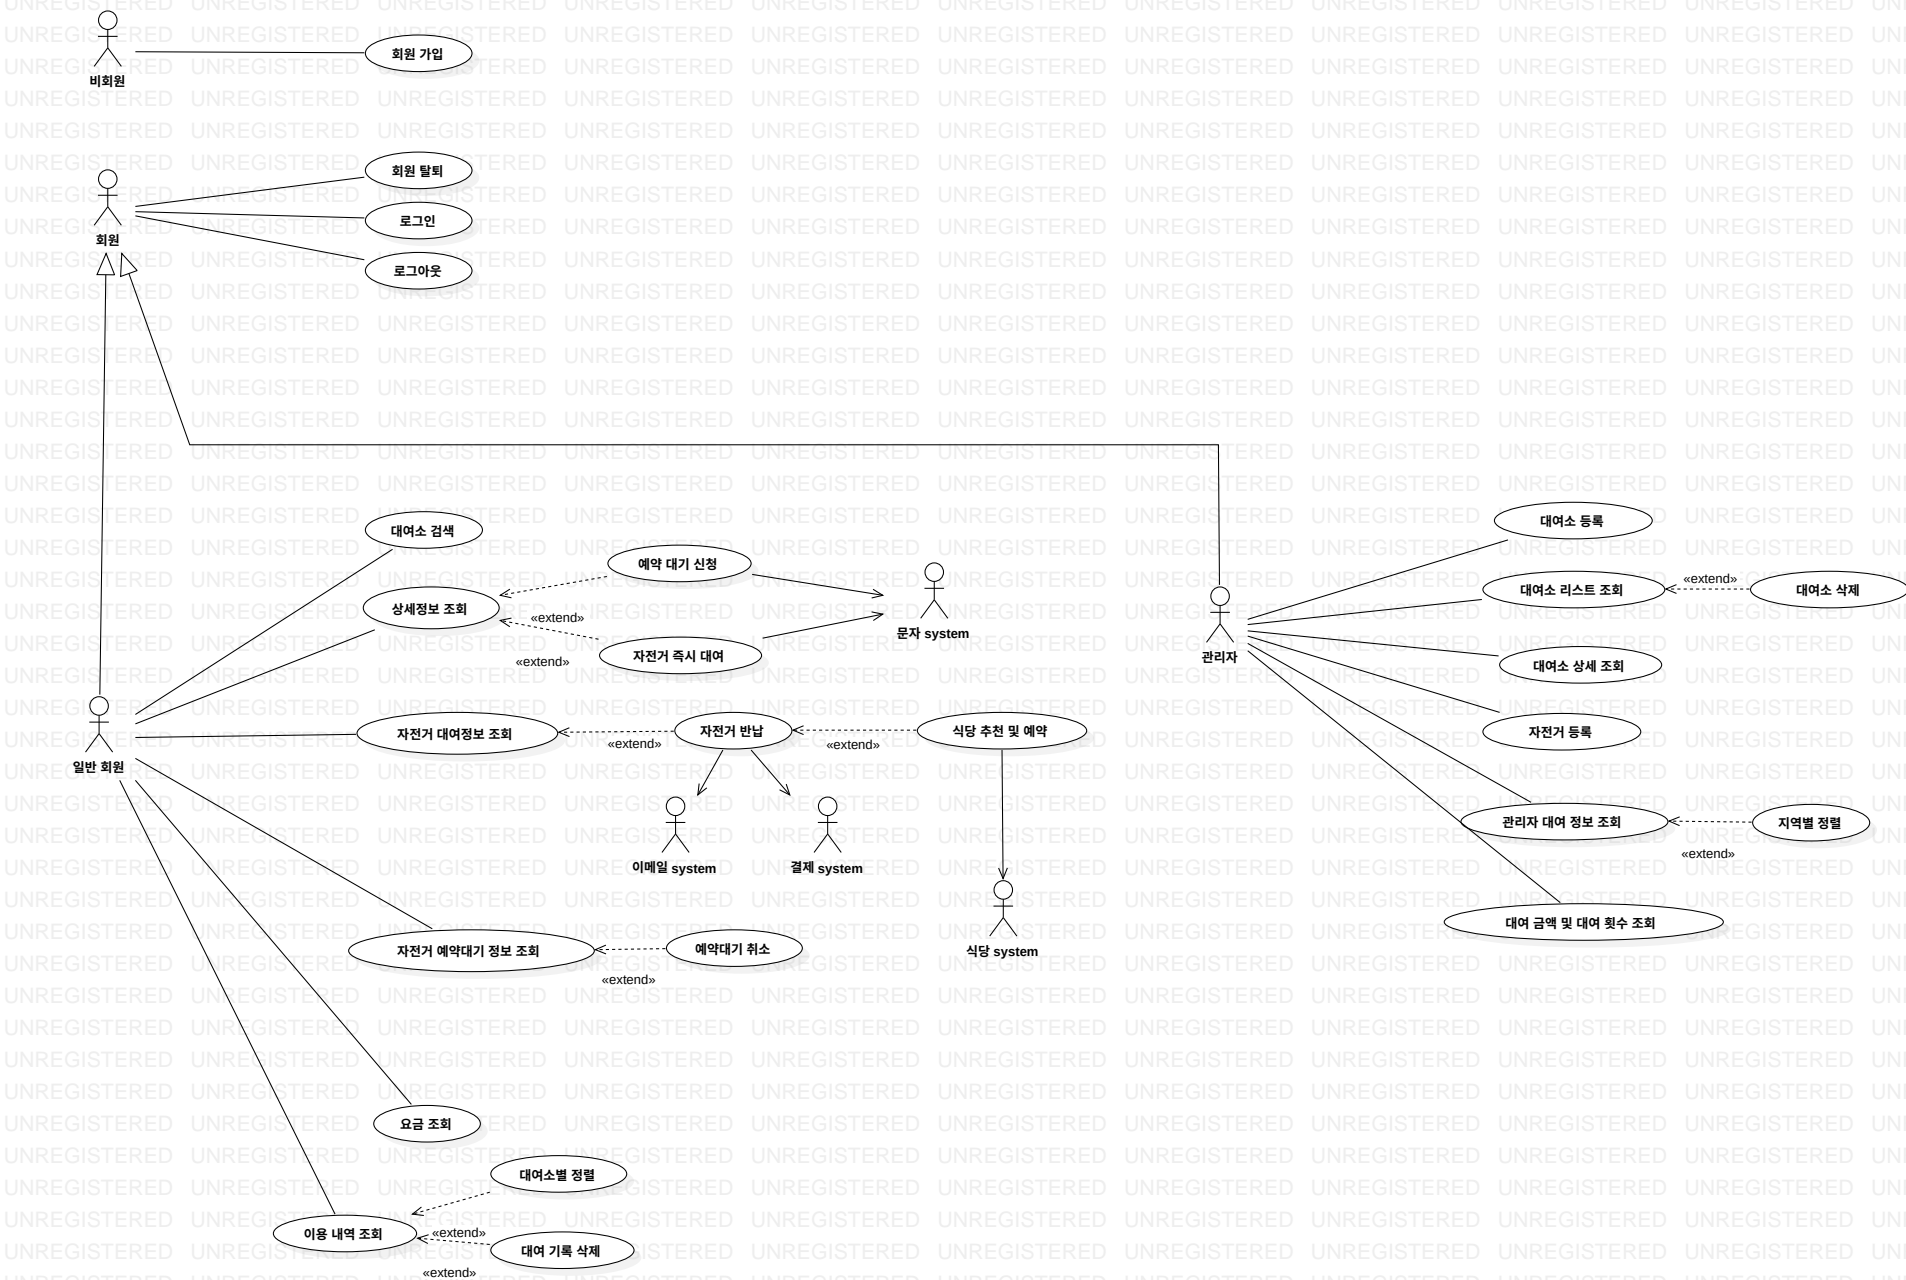 비회원
회원 가입
회원
회원 탈퇴
로그인
로그아웃
일반 회원
대여소 검색
상세정보 조회
예약 대기 신청
«extend»
자전거 즉시 대여
«extend»
문자 system
자전거 대여정보 조회
«extend»
자전거 반납
«extend»
식당 추천 및 예약
이메일 system
결제 system
식당 system
자전거 예약대기 정보 조회
«extend»
예약대기 취소
요금 조회
이용 내역 조회
대여소별 정렬
«extend»
대여 기록 삭제
«extend»
관리자
대여소 등록
대여소 리스트 조회
«extend»
대여소 삭제
대여소 상세 조회
자전거 등록
관리자 대여 정보 조회
«extend»
지역별 정렬
대여 금액 및 대여 횟수 조회
UNREGISTERED